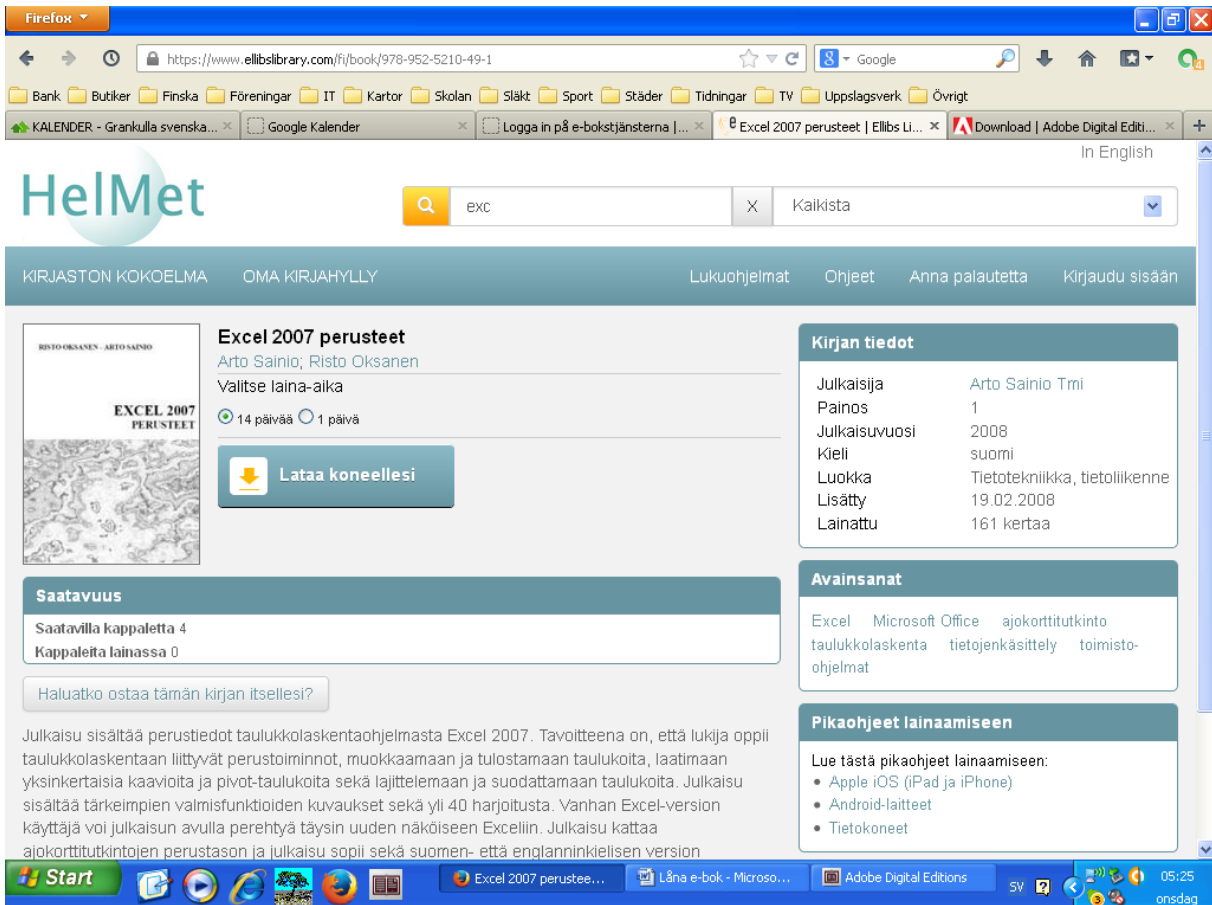 Firefox
https://www.ellibslibrary.com/fi/book/978-952-5210-49-1
Google
Bank Butiker Finska Föreningar IT Kartor Skolan Släkt Sport Städer Tidningar TV Uppslagsverk Övrigt
KALENDER - Grankulla svenska... Google Kalender Logga in på e-bokstjänsterna |... Excel 2007 perusteet | Ellibs Li... Download | Adobe Digital Editi...
In English
HelMet
exc X Kaikista
KIRJASTON KOKOELMA OMA KIRJAHYLLY Lukuohjelmat Ohjeet Anna palautetta Kirjaudu sisään
RISTO OKSANEN - ARTO SAINIO
EXCEL 2007
PERUSTEET
Excel 2007 perusteet
Arto Sainio; Risto Oksanen
Valitse laina-aika
14 päivää 1 päivä
Lataa koneellesi
Saatavuus
Saatavilla kappaletta 4
Kappaleita lainassa 0
Haluatko ostaa tämän kirjan itsellesi?
Julkaisu sisältää perustiedot taulukkolaskentaohjelmasta Excel 2007. Tavoitteena on, että lukija oppii
taulukkolaskentaan liittyvät perustoiminnot, muokkaamaan ja tulostamaan taulukoita, laatimaan
yksinkertaisia kaavioita ja pivot-taulukoita sekä lajittelemaan ja suodattamaan taulukoita. Julkaisu
sisältää tärkeimpien valmisfunktioiden kuvaukset sekä yli 40 harjoitusta. Vanhan Excel-version
käyttäjä voi julkaisun avulla perehtyä täysin uuden näköiseen Exceliin. Julkaisu kattaa
ajokorttitutkintojen perustason ja julkaisu sopii sekä suomen- että englanninkielisen version
Kirjan tiedot
Julkaisija Arto Sainio Tmi
Painos 1
Julkaisuvuosi 2008
Kieli suomi
Luokka Tietotekniikka, tietoliikenne
Lisätty 19.02.2008
Lainattu 161 kertaa
Avainsanat
Excel Microsoft Office ajokorttitutkinto
taulukkolaskenta tietojenkäsittely toimisto-
ohjelmat
Pikaohjeet lainaamiseen
Lue tästä pikaohjeet lainaamiseen:
Apple iOS (iPad ja iPhone)
Android-laitteet
Tietokoneet
Start Excel 2007 perustee... Låna e-bok - Microso... Adobe Digital Editions SV 05:25
onsdag